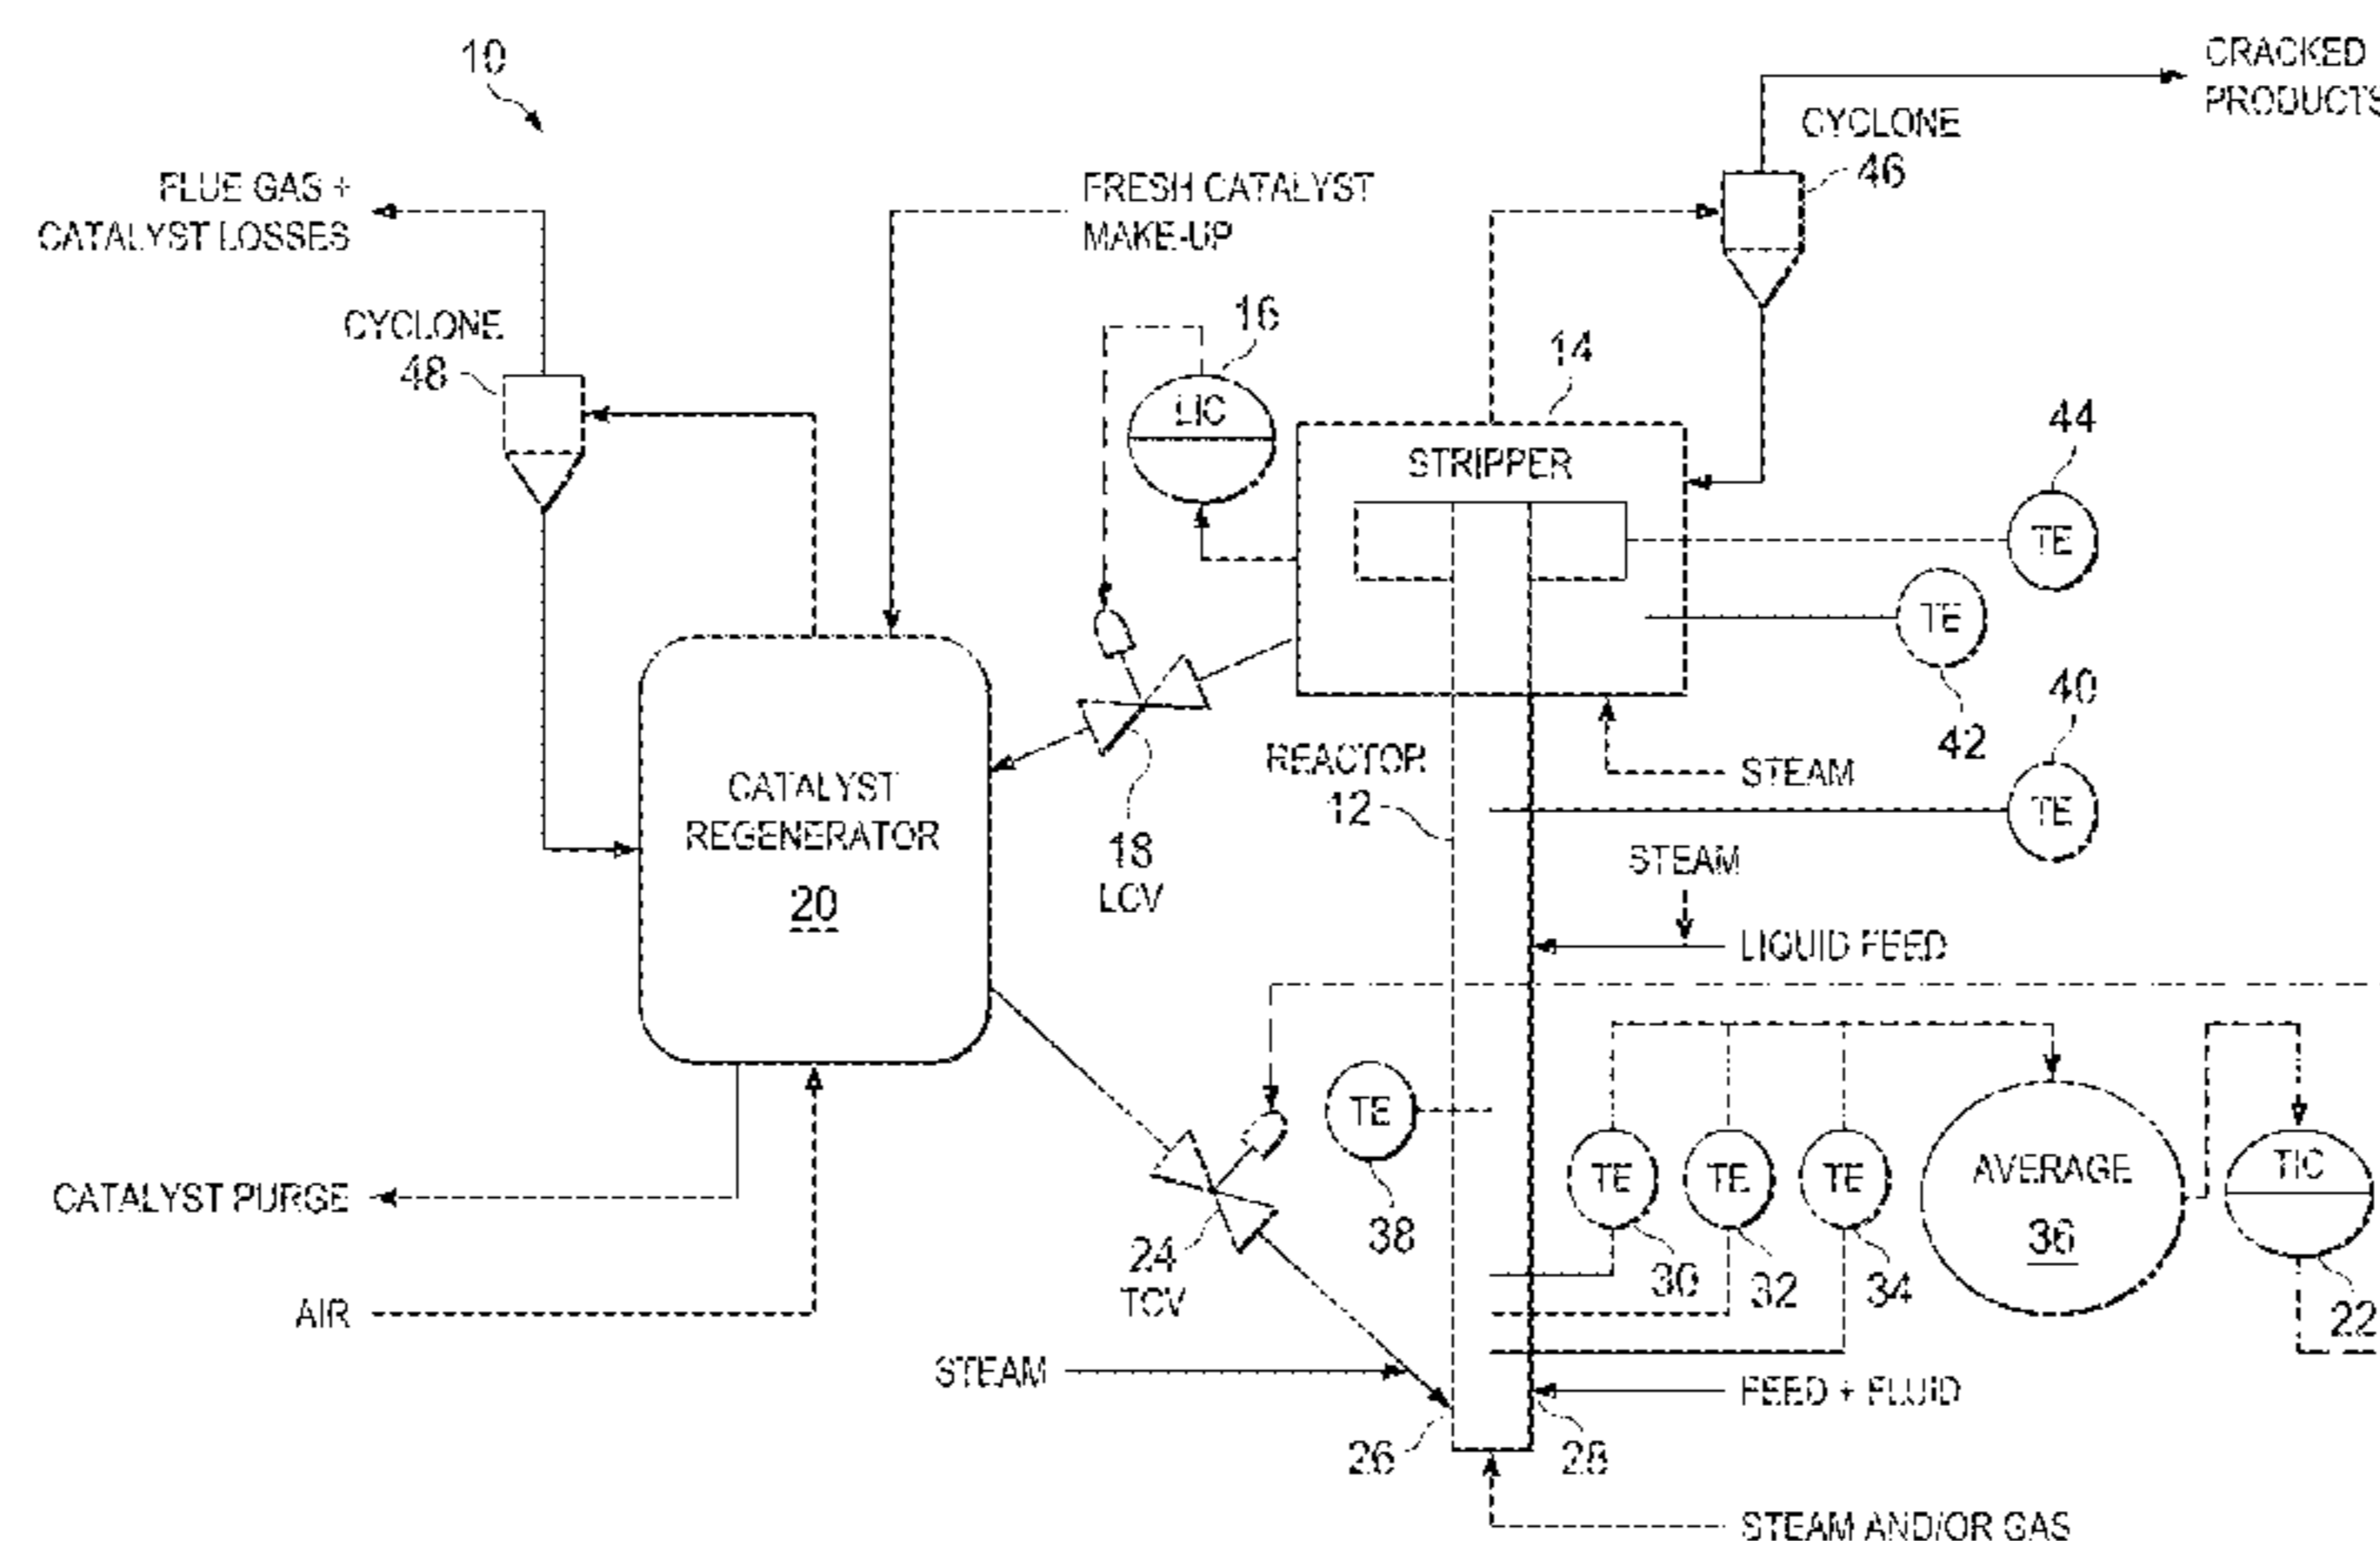 10
CRACKED
PRODUCTS
CYCLONE
46
FLUE GAS +
CATALYST LOSSES
FRESH CATALYST
MAKE-UP
CYCLONE
48
16
LIC
14
STRIPPER
44
TE
TE
42
40
TE
REACTOR
12
STEAM
CATALYST
REGENERATOR
20
18
LCV
STEAM
LIQUID FEED
TE
38
TE
TE
TE
30
32
34
AVERAGE
36
TIC
22
CATALYST PURGE
24
TCV
AIR
STEAM
FEED + FLUID
26
28
STEAM AND/OR GAS